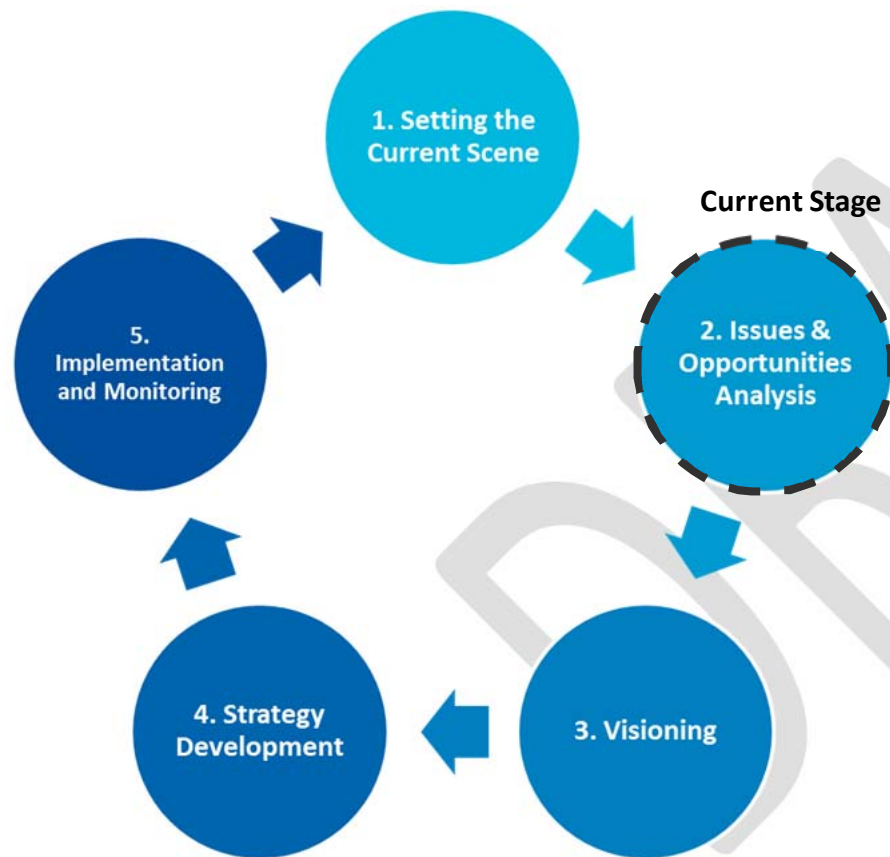 1. Setting the
Current Scene
Current Stage
2. Issues &
Opportunities
Analysis
3. Visioning
4. Strategy
Development
5.
Implementation
and Monitoring